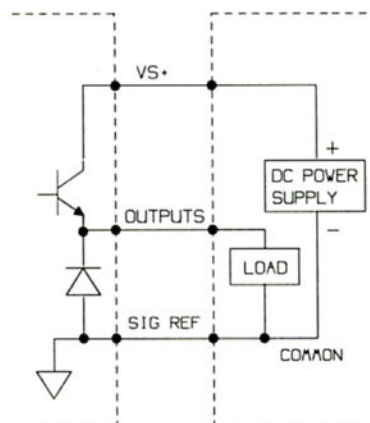 VS+
+
DC POWER
SUPPLY
-
OUTPUTS
LOAD
SIG REF
COMMON